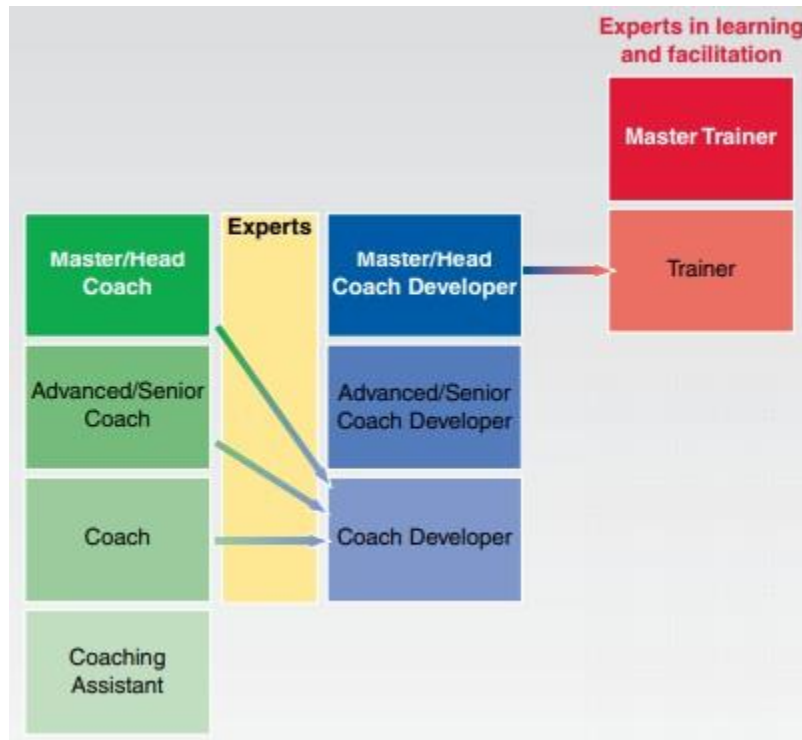 Experts in learning
and facilitation
Master Trainer
Trainer
Master/Head
Coach
Advanced/Senior
Coach
Coach
Coaching
Assistant
Experts
Master/Head
Coach Developer
Advanced/Senior
Coach Developer
Coach Developer